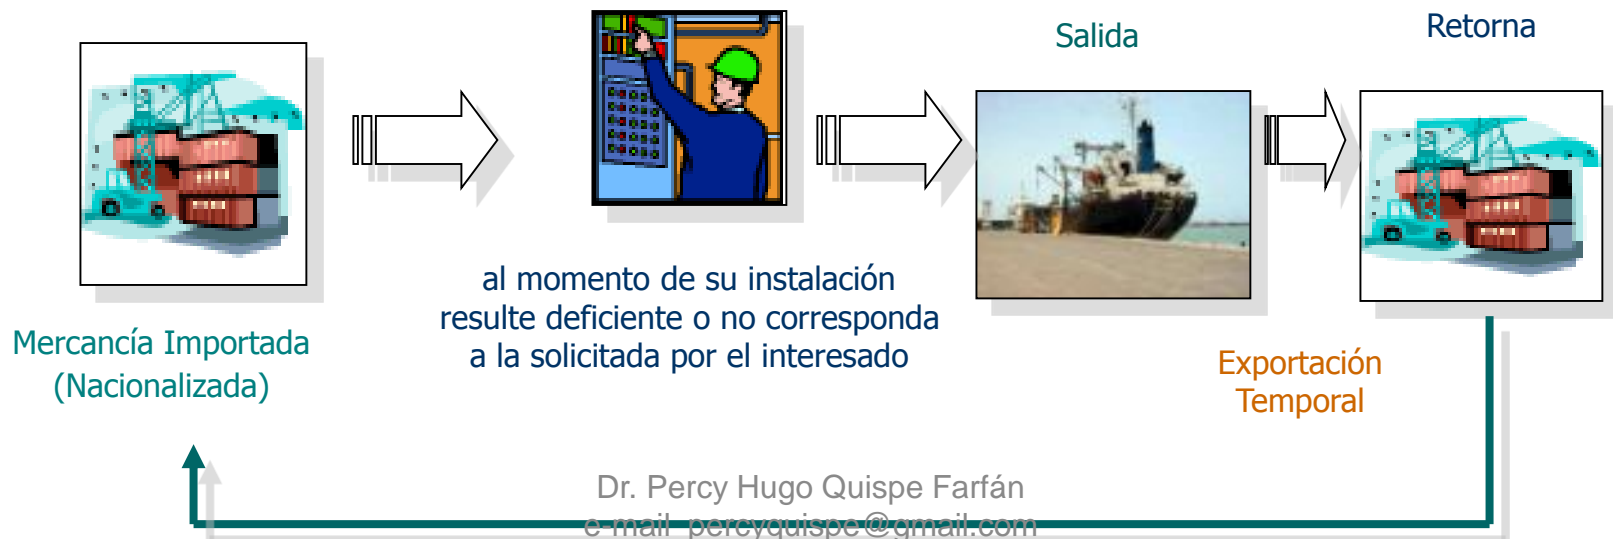 Salida
Retorna
al momento de su instalación
resulte deficiente o no corresponda
a la solicitada por el interesado
Mercancía Importada
(Nacionalizada)
Exportación
Temporal
Dr. Percy Hugo Quispe Farfán
e-mail percyquispe@gmail.com